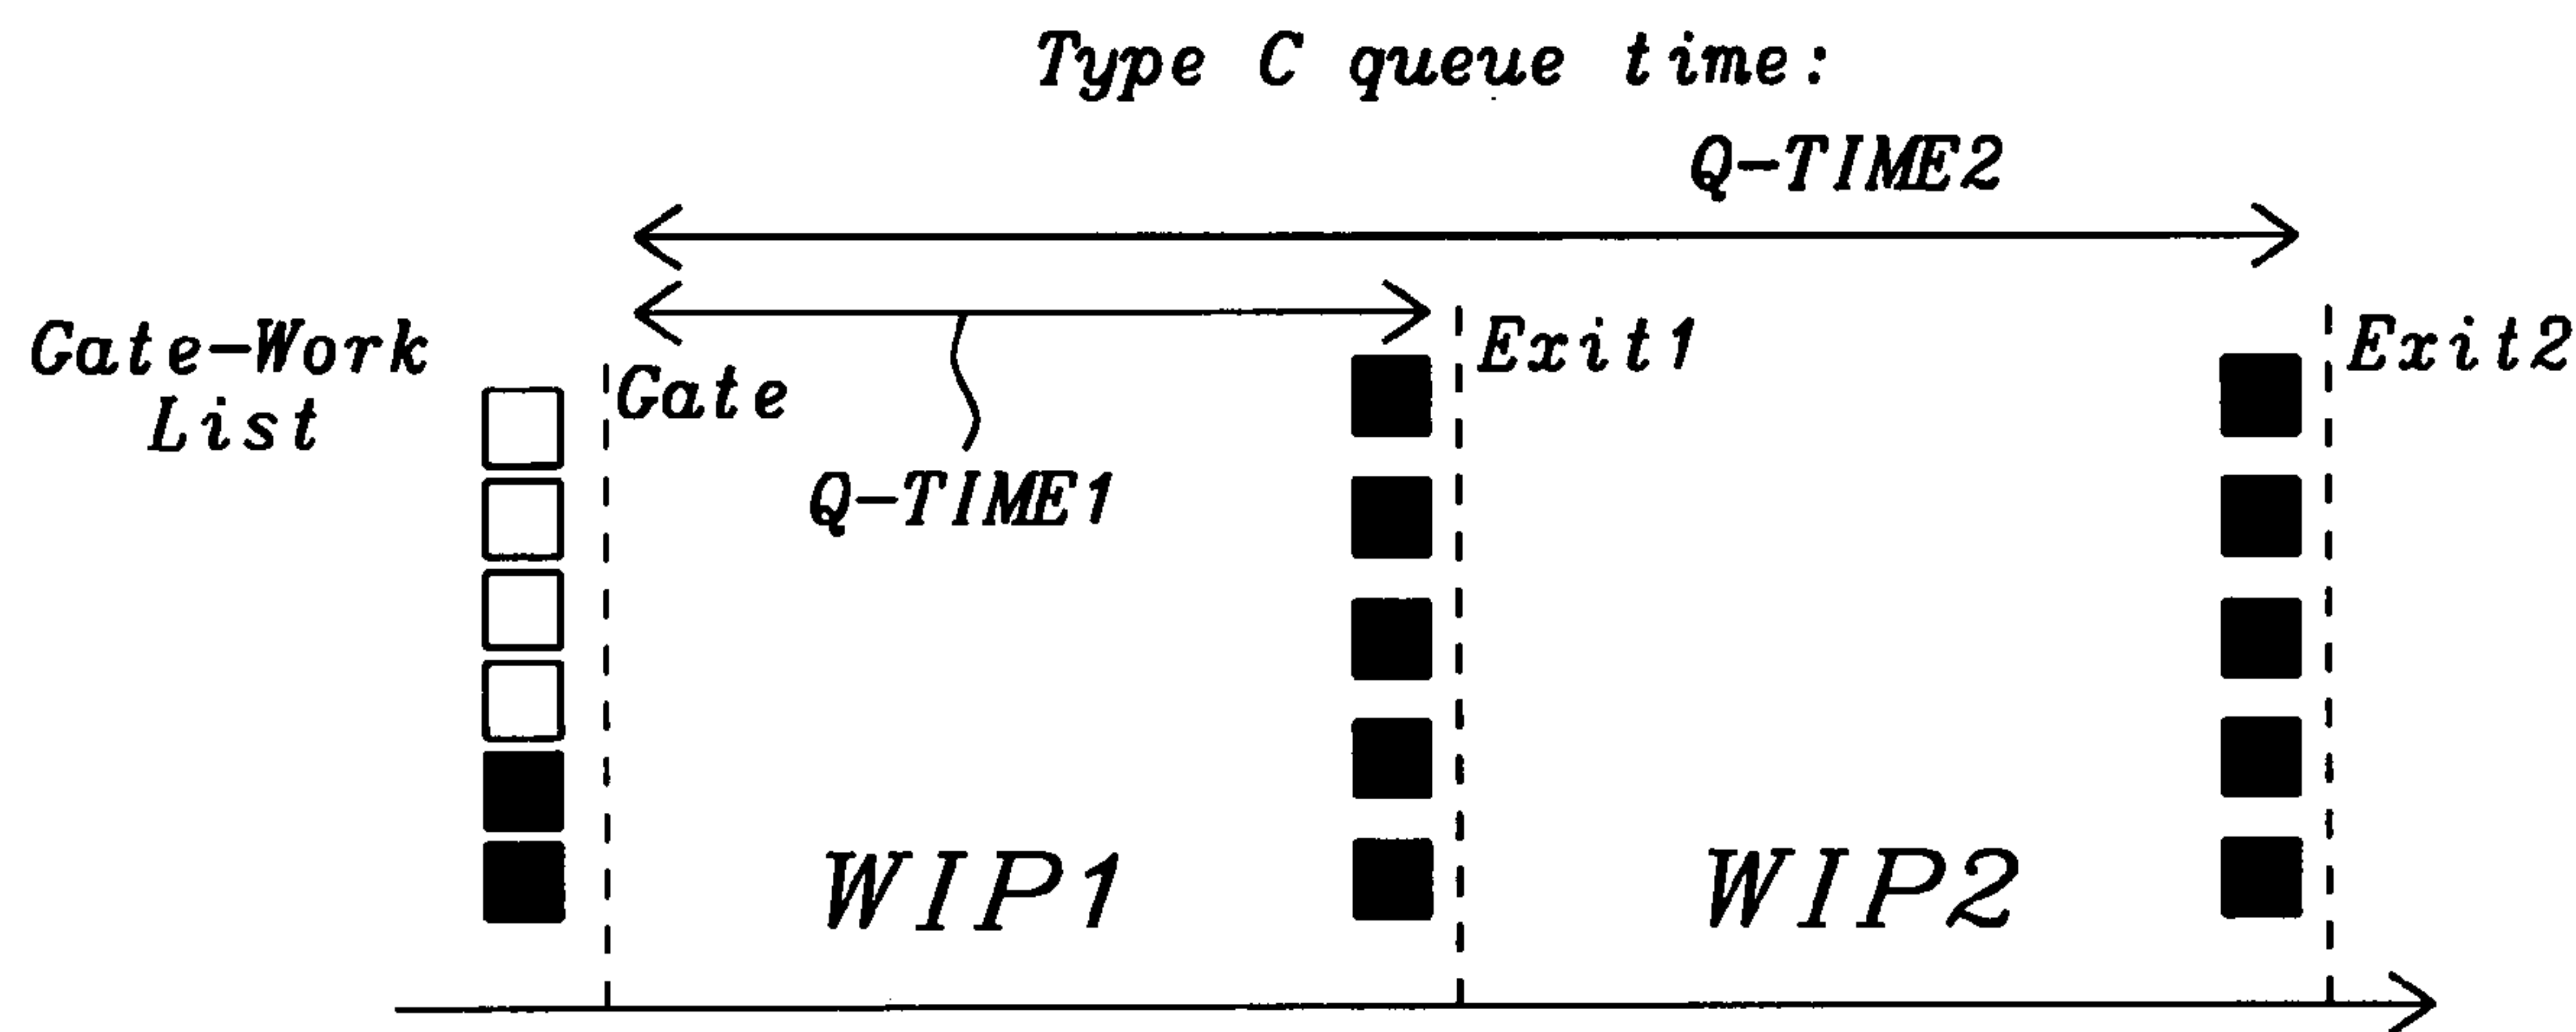 Type C queue time:
Q-TIME2
Gate-Work
List
Gate
Exit1
Exit2
Q-TIME1
WIP1
WIP2